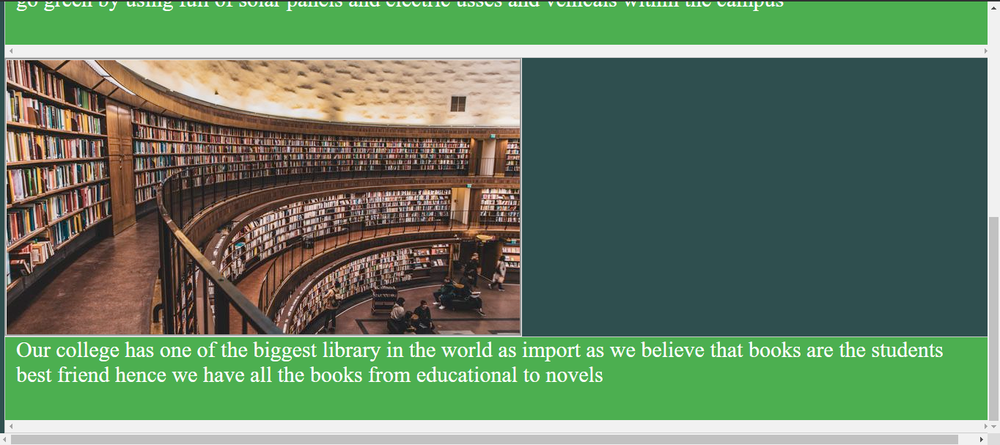 go green by using full of solar panels and electric usses and vehicals within the campus
Our college has one of the biggest library in the world as import as we believe that books are the students
best friend hence we have all the books from educational to novels